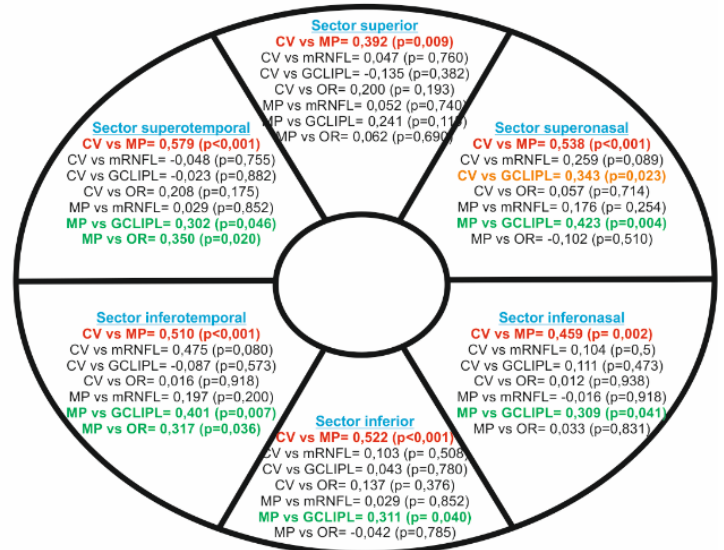 Sector superior
CV vs MP= 0,392 (p=0,009)
CV vs mRNFL= 0,047 (p= 0,760)
CV vs GCLIPL= -0,135 (p=0,382)
CV vs OR= 0,200 (p= 0,193)
MP vs mRNFL= 0,052 (p=0,740)
MP vs GCLIPL= 0,241 (p=0,11
MP vs OR= 0,062 (p=0,690)
Sector superotemporal
CV vs MP= 0,579 (p<0,001)
CV vs mRNFL= -0,048 (p=0,755)
CV vs GCLIPL= -0,023 (p=0,882)
CV vs OR= 0,208 (p=0,175)
MP vs mRNFL= 0,029 (p=0,852)
MP vs GCLIPL= 0,302 (p=0,046)
MP vs OR= 0,350 (p=0,020)
Sector superonasal
CV vs MP= 0,538 (p<0,001)
CV vs mRNFL= 0,259 (p=0,089)
CV vs GCLIPL= 0,343 (p=0,023)
CV vs OR= 0,057 (p=0,714)
MP vs mRNFL= 0,176 (p=0,254)
MP vs GCLIPL= 0,423 (p=0,004)
MP vs OR= -0,102 (p=0,510)
Sector inferotemporal
CV vs MP= 0,510 (p<0,001)
CV vs mRNFL= 0,475 (p=0,080)
CV vs GCLIPL= -0,087 (p=0,573)
CV vs OR= 0,016 (p=0,918)
MP vs mRNFL= 0,197 (p=0,200)
MP vs GCLIPL= 0,401 (p=0,007)
MP vs OR= 0,317 (p=0,036)
Sector inferonasal
CV vs MP= 0,459 (p= 0,002)
CV vs mRNFL= 0,104 (p=0,5)
CV vs GCLIPL= 0,111 (p=0,473)
CV vs OR= 0,012 (p=0,938)
MP vs mRNFL= -0,016 (p=0,918)
MP vs GCLIPL= 0,309 (p=0,041)
MP vs OR= 0,033 (p=0,831)
Sector inferior
CV vs MP= 0,522 (p<0,001)
CV vs mRNFL= 0,103 (p= 0,508)
CV vs GCLIPL= 0,043 (p=0,780)
CV vs OR= 0,137 (p= 0,376)
MP vs mRNFL= 0,029 (p= 0,852)
MP vs GCLIPL= 0,311 (p= 0,040)
MP vs OR= -0,042 (p=0,785)